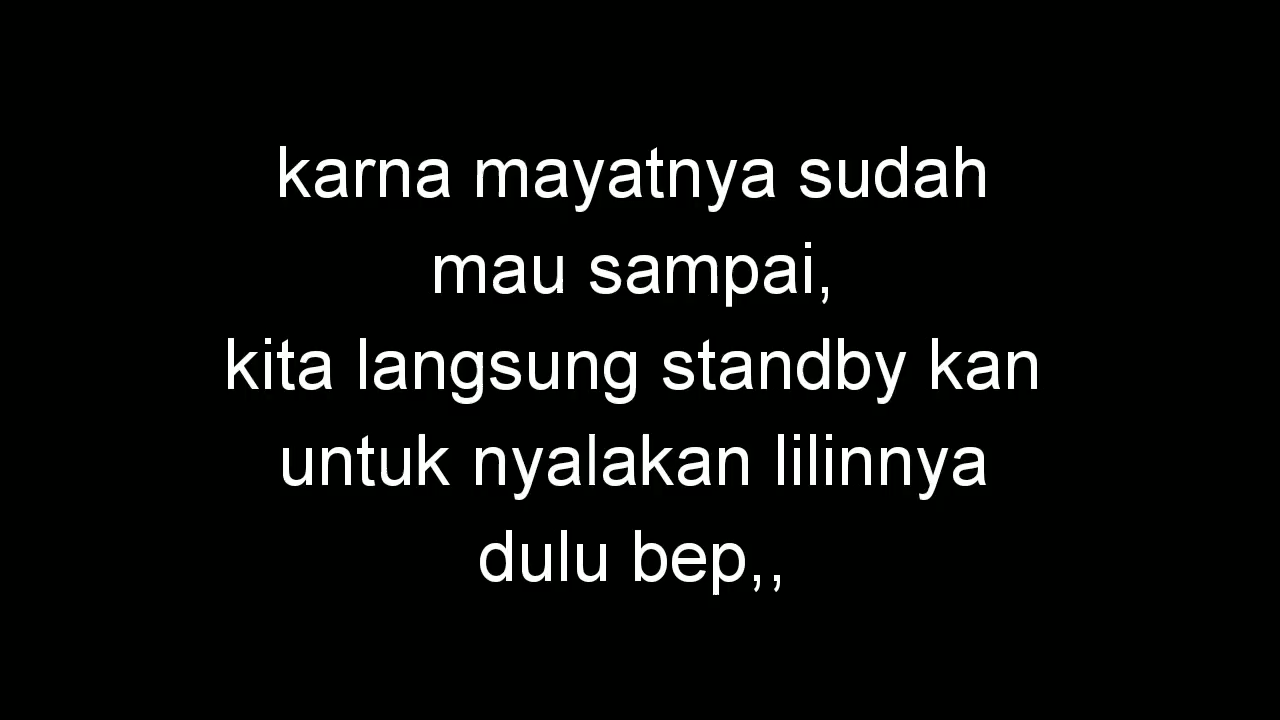 karna mayatnya sudah
mau sampai,
kita langsung standby kan
untuk nyalakan lilinnya
dulu bep,,